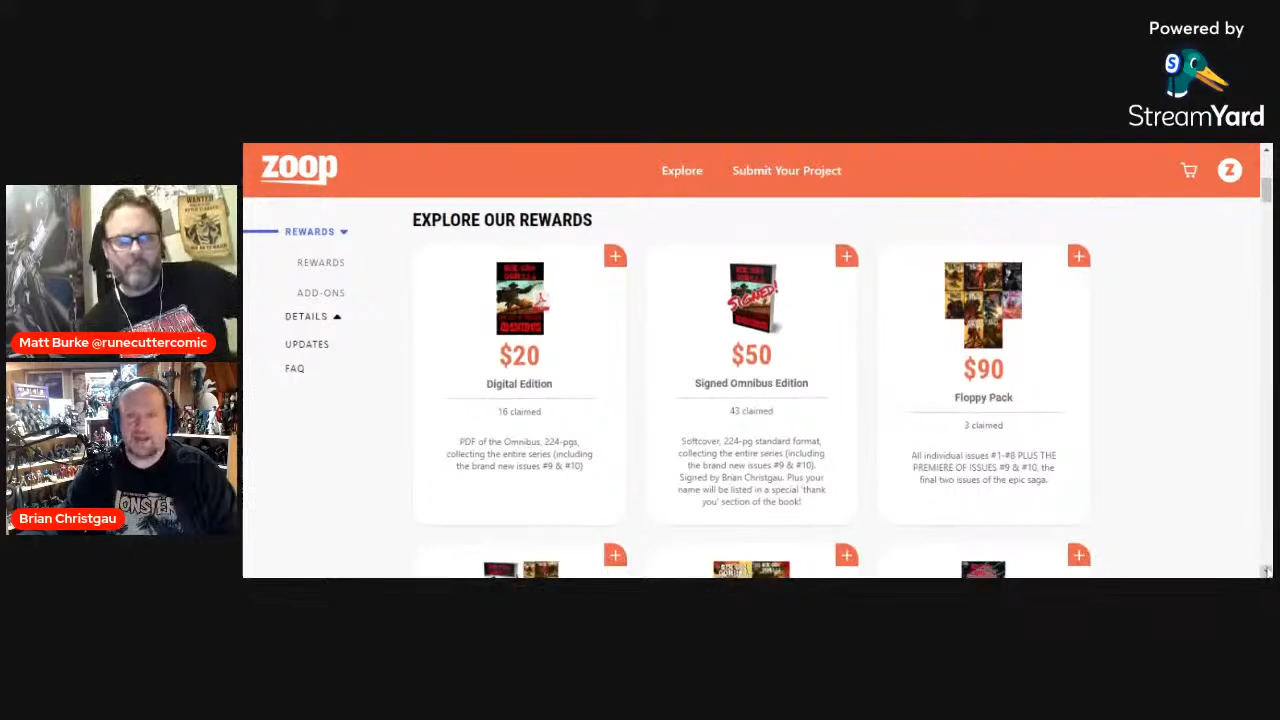 Powered by
S
StreamYard
zoop
Explore
Submit Your Project
Z
REWARDS
REWARDS
ADD-ONS
DETAILS
UPDATES
FAQ
EXPLORE OUR REWARDS
SIGNED!
$20
Digital Edition
16 claimed
PDF of the Omnibus, 224-pgs,
collecting the entire series (including
the brand new issues #9 & #10)
$50
Signed Omnibus Edition
43 claimed
Softcover, 224-pg standard format,
collecting the entire series (including
the brand new issues #9 & #10).
Signed by Brian Christgau. Plus your
name will be listed in a special 'thank
you' section of the book!
$90
Floppy Pack
3 claimed
All individual issues #1-#8 PLUS THE
PREMIERE OF ISSUES #9 & #10, the
final two issues of the epic saga.
WANTED
Matt Burke @runecuttercomic
Brian Christgau